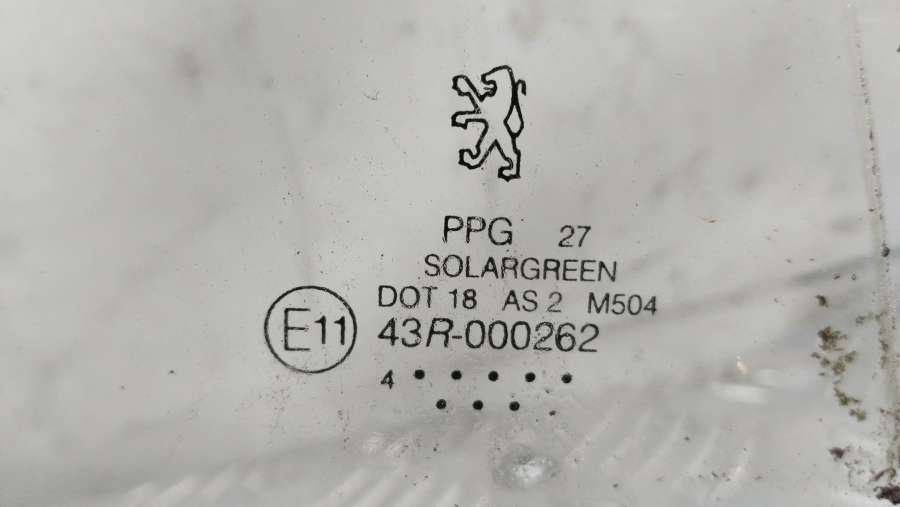 PPG 27
SOLARGREEN
DOT 18 AS 2 M504
E11 43R-000262
4 • • • • •
• • • •